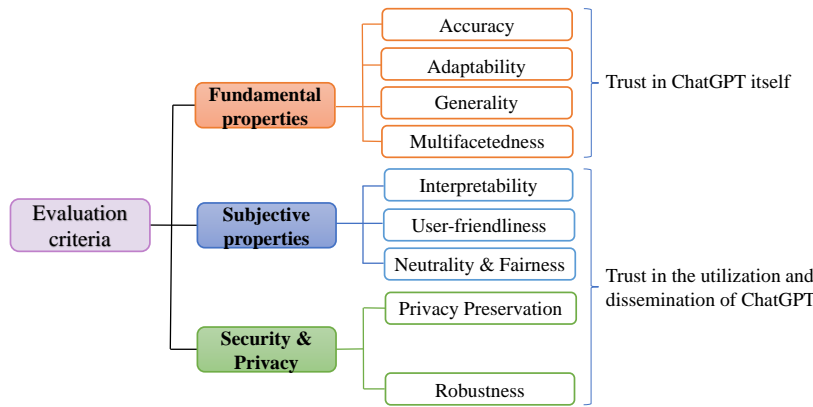 Evaluation
criteria
Fundamental
properties
Accuracy
Adaptability
Generality
Multifacetedness
Trust in ChatGPT itself
Subjective
properties
Interpretability
User-friendliness
Neutrality & Fairness
Security &
Privacy
Privacy Preservation
Robustness
Trust in the utilization and
dissemination of ChatGPT